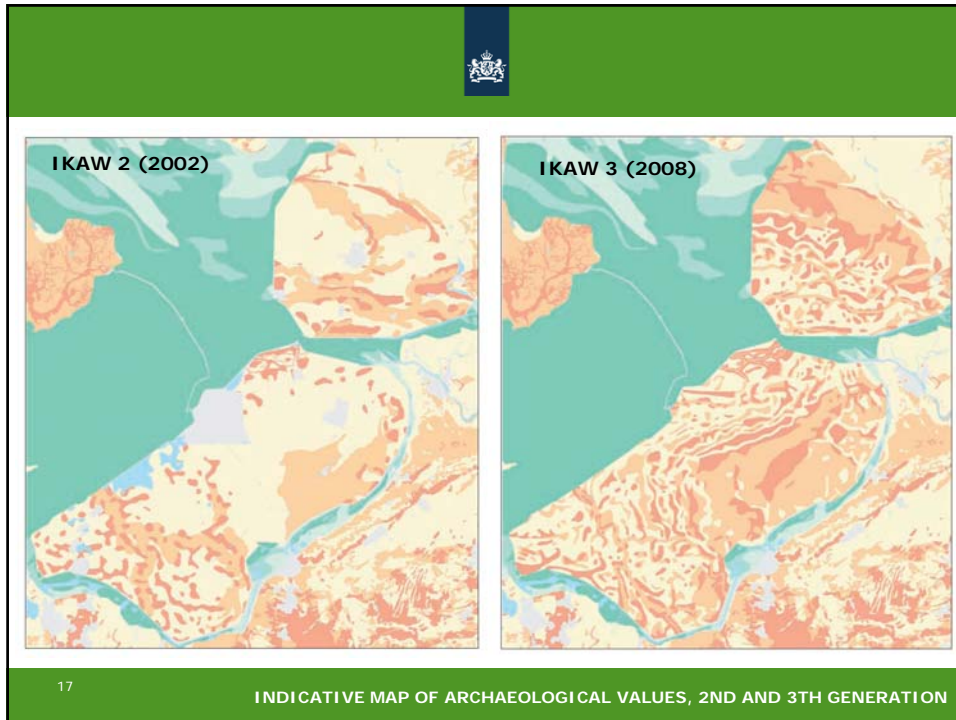 IKAW 2 (2002)
IKAW 3 (2008)
17
INDICATIVE MAP OF ARCHAEOLOGICAL VALUES, 2ND AND 3TH GENERATION